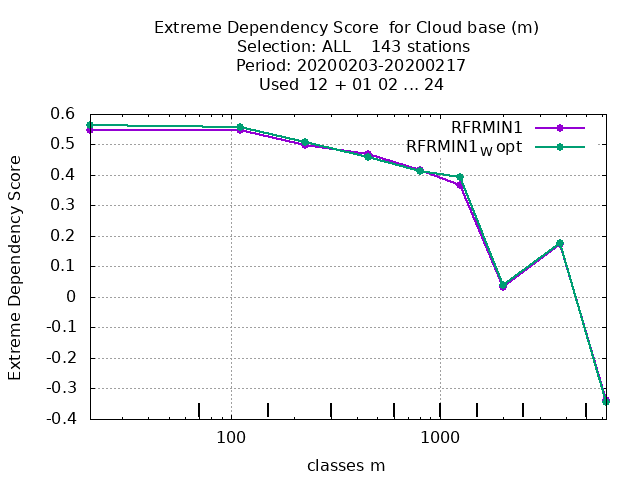 Extreme Dependency Score  for Cloud base (m)
Selection: ALL    143 stations
Period: 20200203-20200217
Used  12 + 01 02 ... 24
RFRMIN1
RFRMIN1w opt
Extreme Dependency Score
0.6
0.5
0.4
0.3
0.2
0.1
0
-0.1
-0.2
-0.3
-0.4
100
1000
classes m